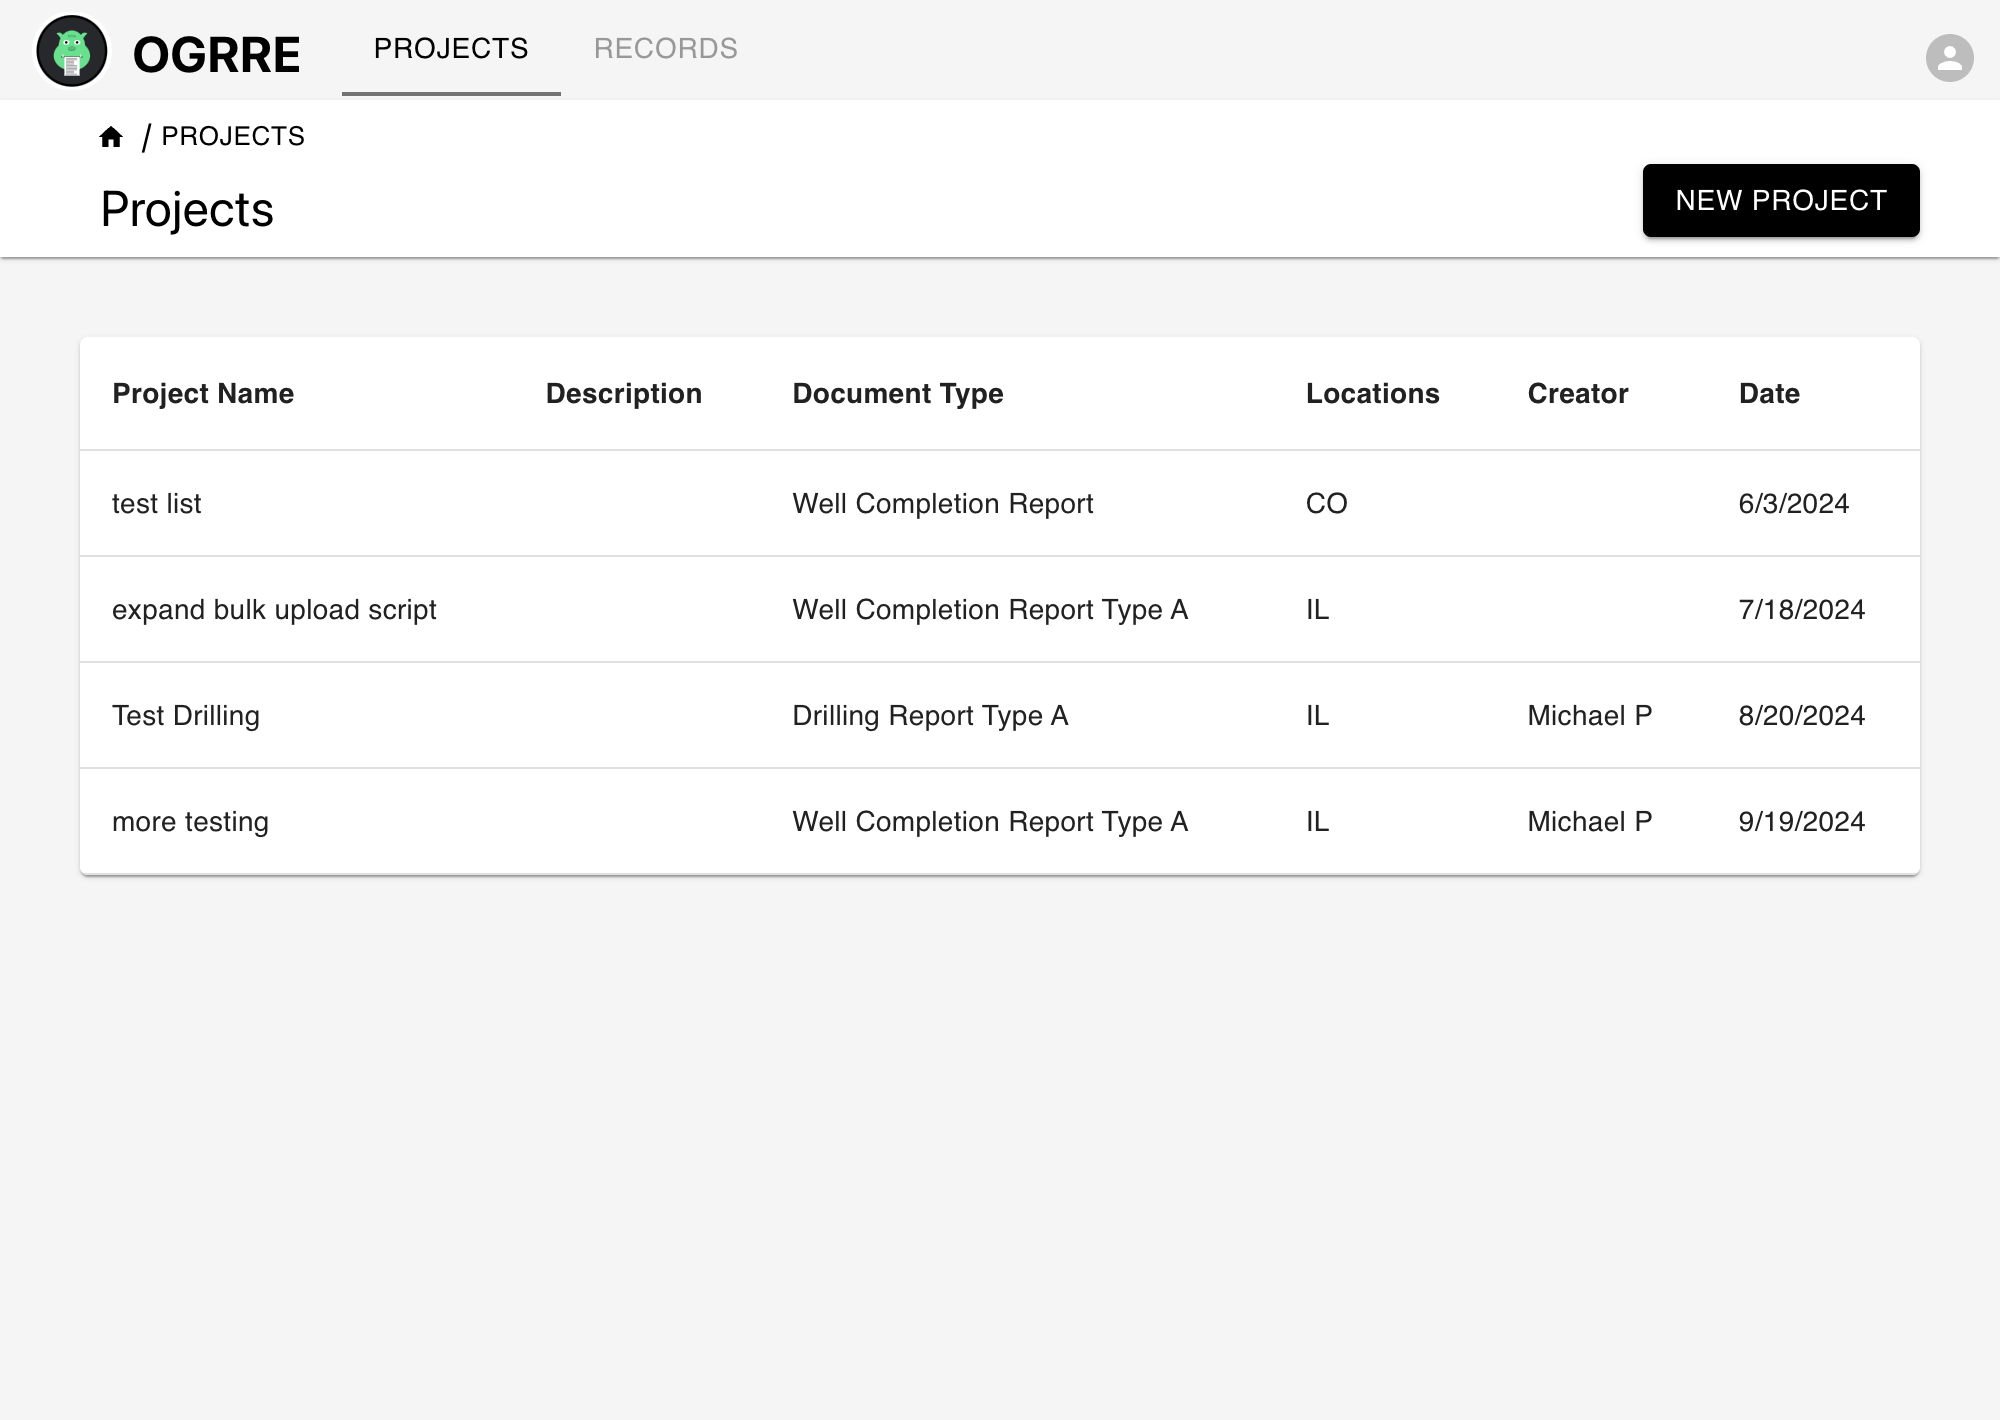 OGRRE PROJECTS RECORDS
/ PROJECTS
Projects
NEW PROJECT
Project Name Description Document Type Locations Creator Date
test list Well Completion Report CO 6/3/2024
expand bulk upload script Well Completion Report Type A IL 7/18/2024
Test Drilling Drilling Report Type A IL Michael P 8/20/2024
more testing Well Completion Report Type A IL Michael P 9/19/2024